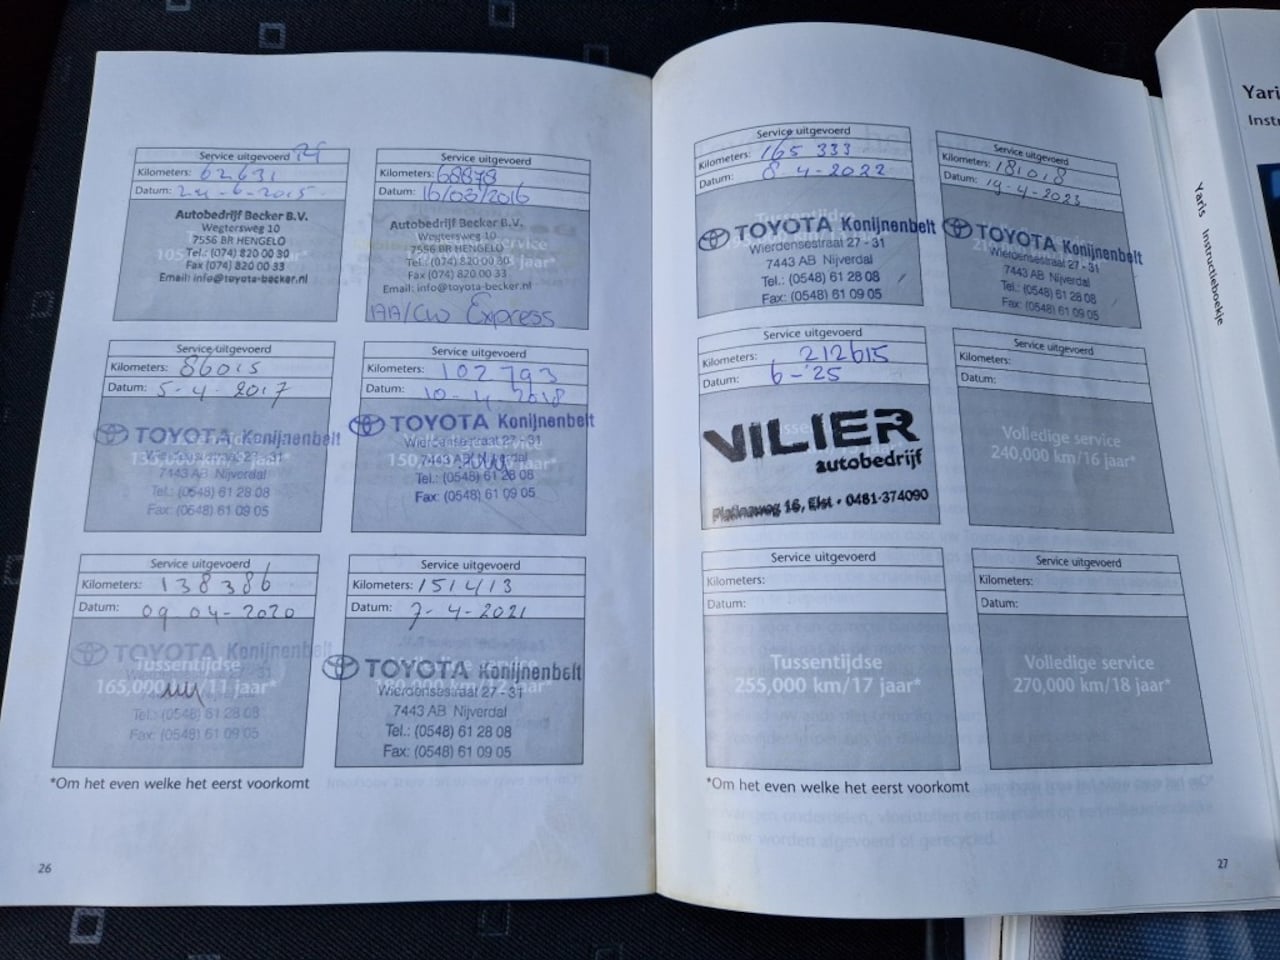 Service uitgevoerd
Kilometers: 62631
Datum: 24-6-2015
Autobedrijf Becker B.V.
Wegtersweg 10
7556 BR HENGELO
Tel.: (074) 820 00 30
Fax (074) 820 00 33
Email: info@toyota-becker.nl
Service uitgevoerd
Kilometers: 68878
Datum: 16/03/2016
Autobedrijf Becker B.V.
Wegtersweg 10
7556 BR HENGELO
Tel.: (074) 820 00 30
Fax (074) 820 00 33
Email: info@toyota-becker.nl
Express
Service uitgevoerd
Kilometers: 86015
Datum: 5-4-2017
TOYOTA Konijnenbelt
Wierdensestraat 27 - 31
7443 AB Nijverdal
Tel.: (0548) 61 28 08
Fax: (0548) 61 09 05
Service uitgevoerd
Kilometers: 102793
Datum: 10-4-2018
TOYOTA Konijnenbelt
Wierdensestraat 27 - 31
7443 AB Nijverdal
Tel.: (0548) 61 28 08
Fax: (0548) 61 09 05
Service uitgevoerd
Kilometers: 138386
Datum: 09-04-2020
TOYOTA Konijnenbelt
Tussentijdse
165,000 km/11 jaar*
Tel.: (0548) 61 28 08
Fax: (0548) 61 09 05
Service uitgevoerd
Kilometers: 151413
Datum: 7-4-2021
TOYOTA Konijnenbelt
Wierdensestraat 27 - 31
7443 AB Nijverdal
Tel.: (0548) 61 28 08
Fax: (0548) 61 09 05
*Om het even welke het eerst voorkomt
26
Service uitgevoerd
Kilometers: 165 333
Datum: 8-4-2022
TOYOTA Konijnenbelt
Wierdensestraat 27 - 31
7443 AB Nijverdal
Tel.: (0548) 61 28 08
Fax: (0548) 61 09 05
Service uitgevoerd
Kilometers: 181018
Datum: 19-4-2023
TOYOTA Konijnenbelt
Wierdensestraat 27 - 31
7443 AB Nijverdal
Tel.: (0548) 61 28 08
Fax: (0548) 61 09 05
Service uitgevoerd
Kilometers: 212615
Datum: 6-'25
VILIER
autobedrijf
Platinaweg 16, Elst · 0481-374090
Service uitgevoerd
Kilometers:
Datum:
Volledige service
240,000 km/16 jaar*
Service uitgevoerd
Kilometers:
Datum:
Tussentijdse
255,000 km/17 jaar*
Service uitgevoerd
Kilometers:
Datum:
Volledige service
270,000 km/18 jaar*
*Om het even welke het eerst voorkomt
27
Yaris Instructieboekje